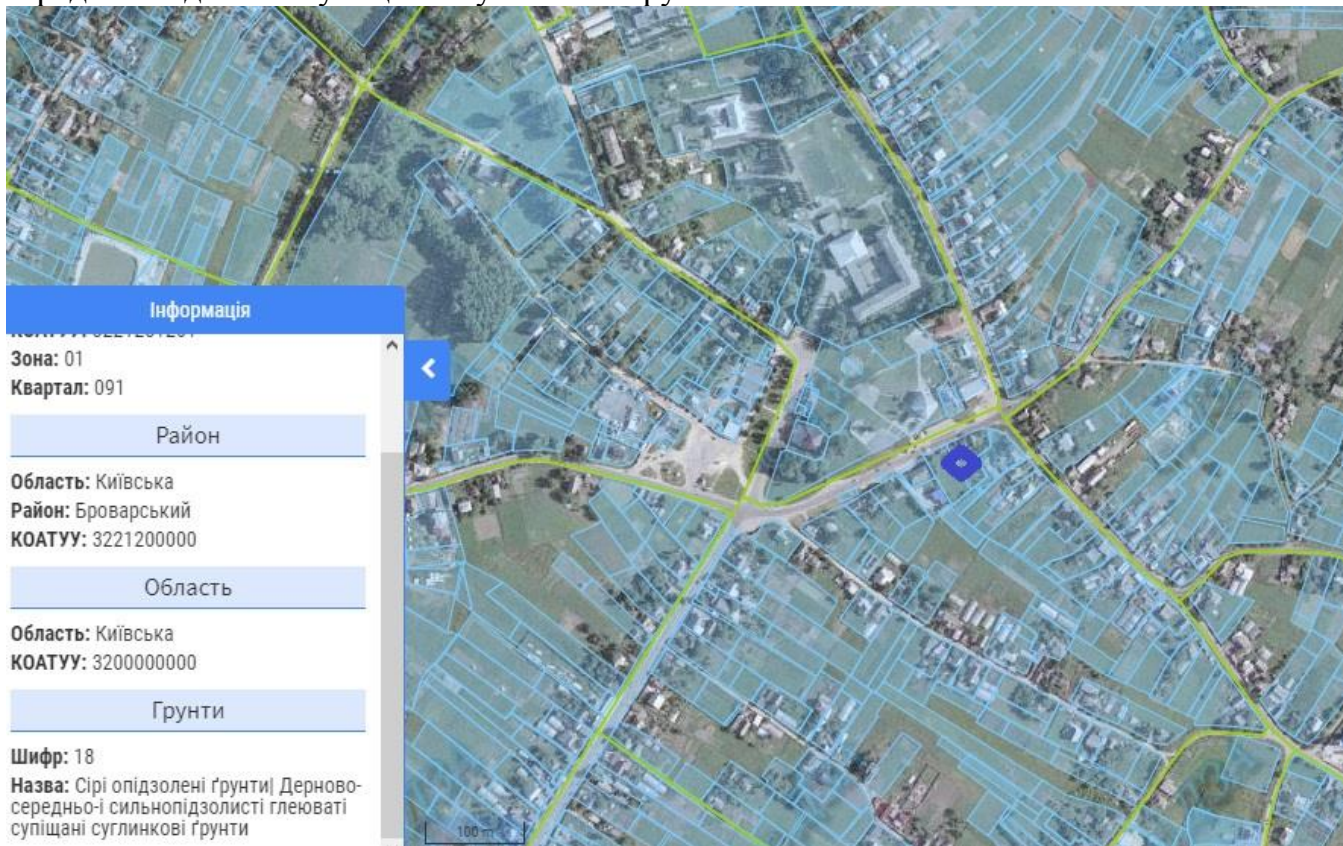 Інформація
Зона: 01
Квартал: 091
Район
Область: Київська
Район: Броварський
КОАТУУ: 3221200000
Область
Область: Київська
КОАТУУ: 3200000000
Грунти
Шифр: 18
Назва: Сірі опідзолені ґрунти| Дерново-
середньо-і сильнопідзолисті глеюваті
супіщані суглинкові ґрунти
100 m